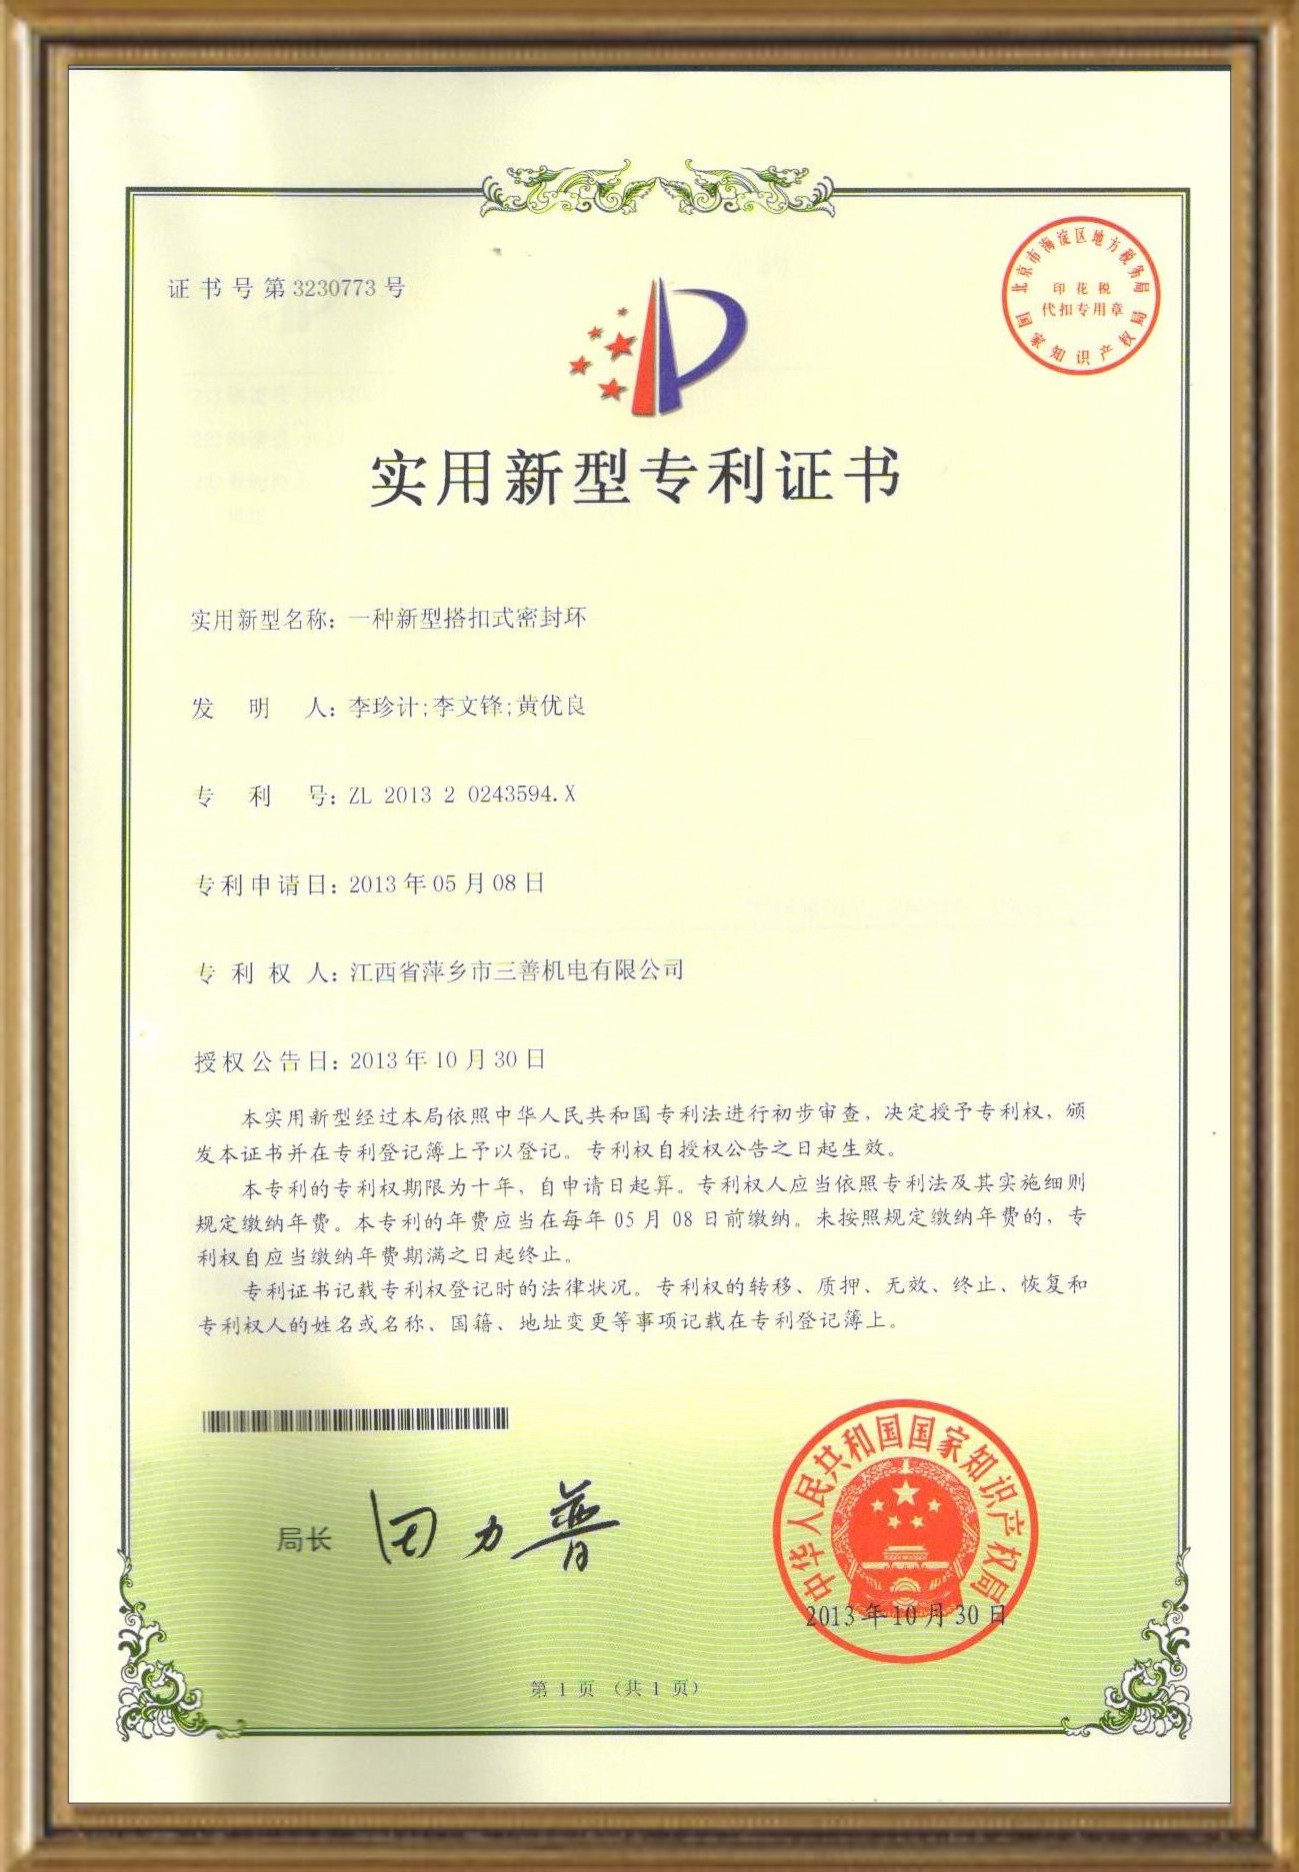 证书号第3230773号
北京市海淀区地方税务局
印花税
代扣专用章
国家知识产权局
实用新型专利证书
实用新型名称：一种新型搭扣式密封环
发明人：李珍计;李文锋;黄优良
专利号：ZL 2013 2 0243594.X
专利申请日：2013年05月08日
专利权人：江西省萍乡市三善机电有限公司
授权公告日：2013年10月30日
本实用新型经过本局依照中华人民共和国专利法进行初步审查，决定授予专利权，颁
发本证书并在专利登记簿上予以登记。专利权自授权公告之日起生效。
本专利的专利权期限为十年，自申请日起算。专利权人应当依照专利法及其实施细则
规定缴纳年费。本专利的年费应当在每年05月08日前缴纳。未按照规定缴纳年费的，专
利权自应当缴纳年费期满之日起终止。
专利证书记载专利权登记时的法律状况。专利权的转移、质押、无效、终止、恢复和
专利权人的姓名或名称、国籍、地址变更等事项记载在专利登记簿上。
局长 田力普
中华人民共和国国家知识产权局
2013年10月30日
第1页（共1页）